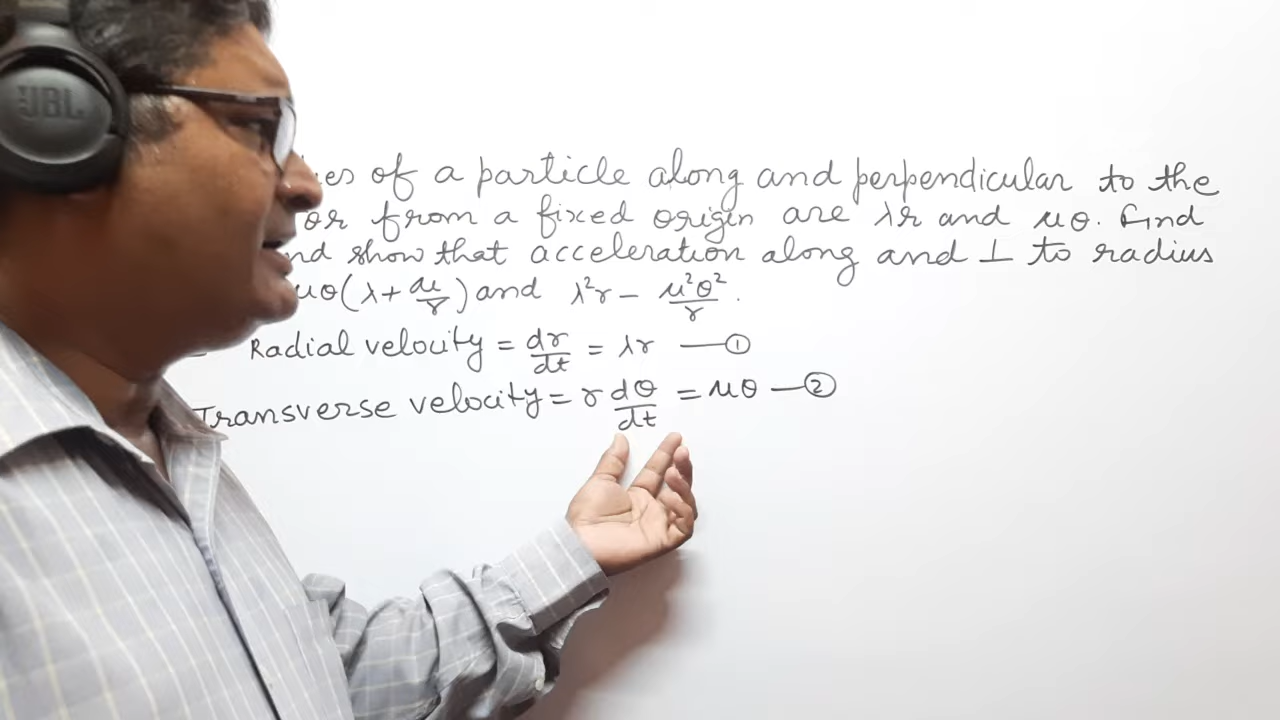 JBL
of a particle along and perpendicular to the
or from a fixed origin are λr and μθ. Find
nd show that acceleration along and ⊥ to radius
μθ(λ+μ/r) and λ²r − μ²θ²/r.
Radial velocity = dr/dt = λr —①
Transverse velocity = r dθ/dt = μθ —②